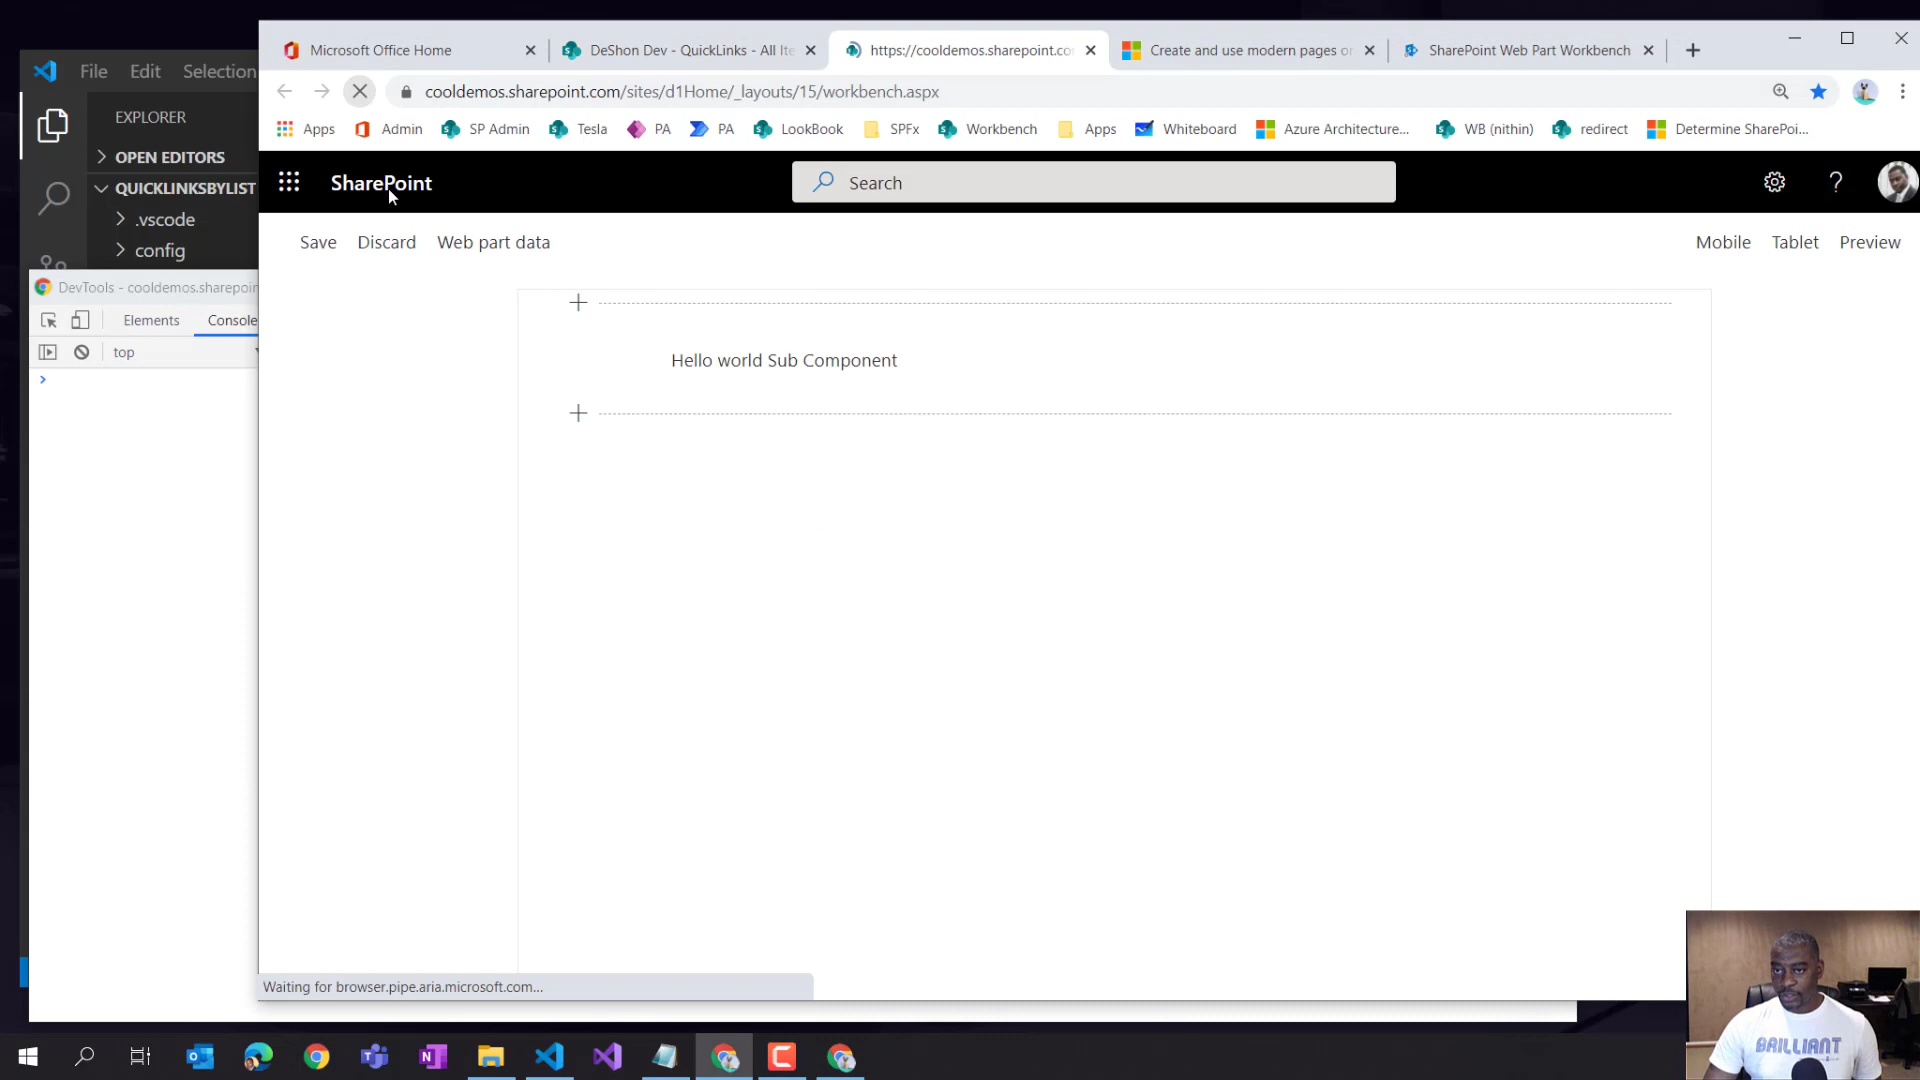 Microsoft Office Home
DeShon Dev - QuickLinks - All Ite
https://cooldemos.sharepoint.co
Create and use modern pages o
SharePoint Web Part Workbench
File Edit Selection
cooldemos.sharepoint.com/sites/d1Home/_layouts/15/workbench.aspx
EXPLORER
Apps Admin SP Admin Tesla PA PA LookBook SPFx Workbench Apps Whiteboard Azure Architecture... WB (nithin) redirect Determine SharePoi...
OPEN EDITORS
QUICKLINKSBYLIST
SharePoint
Search
?
.vscode
config
Save Discard Web part data
Mobile Tablet Preview
DevTools - cooldemos.sharepoin
Elements Console
top
Hello world Sub Component
Waiting for browser.pipe.aria.microsoft.com...
BRILLIANT